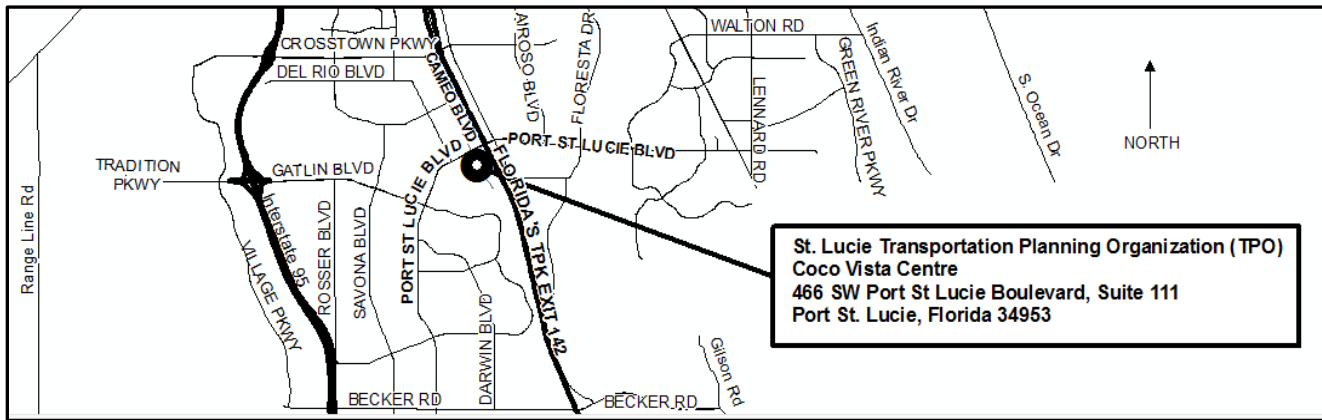 WALTON RD
CROSSTOWN PKWY
DEL RIO BLVD
CAMEO BLVD
AIROSO BLVD
FLORESTA DR
LENNARD RD
GREEN RIVER PKWY
Indian River Dr
S. Ocean Dr
NORTH
PORT ST LUCIE BLVD
TRADITION
PKWY
GATLIN BLVD
PORT ST LUCIE BLVD
FLORIDA'S TPK EXIT 142
Range Line Rd
Interstate 95
VILLAGE PKWY
ROSSER BLVD
SAVONA BLVD
DARWIN BLVD
BECKER RD
BECKER RD
Gilson Rd
St. Lucie Transportation Planning Organization (TPO)
Coco Vista Centre
466 SW Port St Lucie Boulevard, Suite 111
Port St. Lucie, Florida 34953